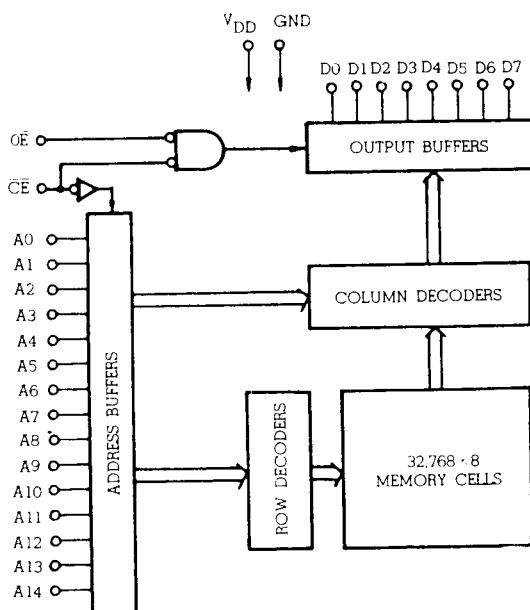 V_DD GND
D0 D1 D2 D3 D4 D5 D6 D7
OE̅
OUTPUT BUFFERS
C̅E̅
A0
A1
A2
A3
A4
A5
A6
A7
A8
A9
A10
A11
A12
A13
A14
ADDRESS BUFFERS
COLUMN DECODERS
ROW DECODERS
32,768 · 8
MEMORY CELLS